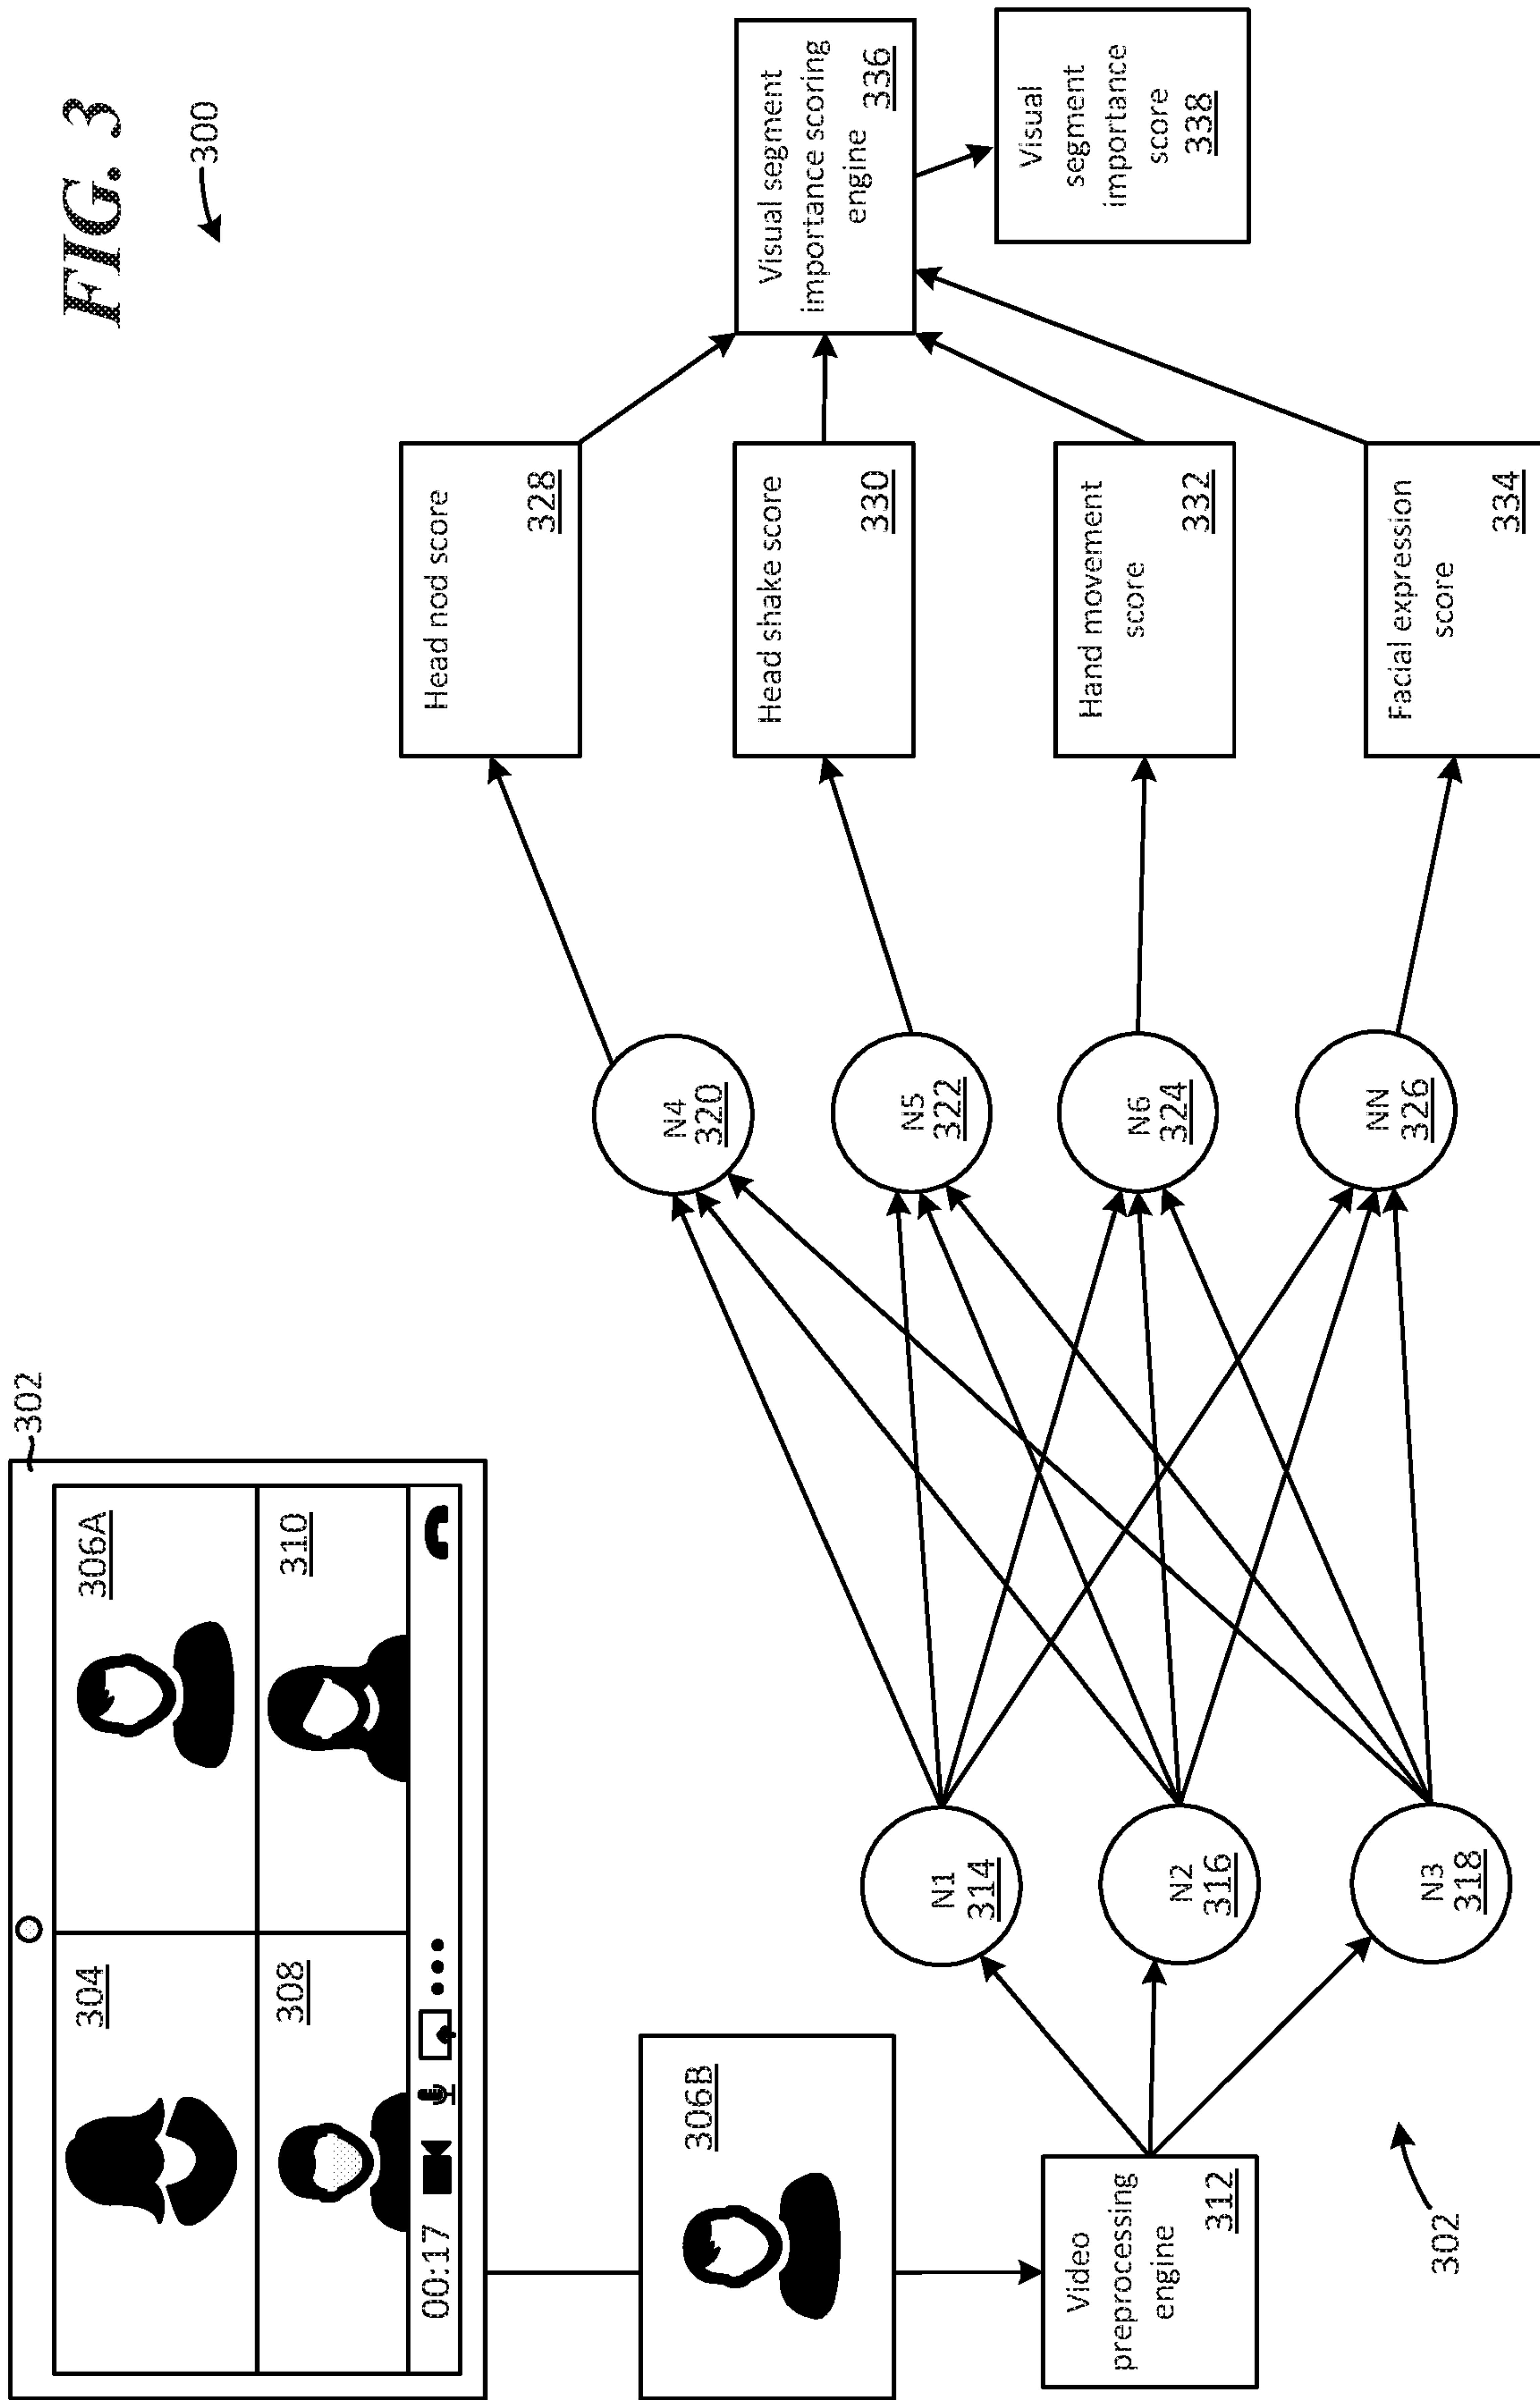 FIG. 3
300
302
304
306A
308
310
00:17
306B
Video
preprocessing
engine
312
N1
314
N2
316
N3
318
N4
320
N5
322
N6
324
NN
326
Head nod score
328
Head shake score
330
Hand movement
score
332
Facial expression
score
334
Visual segment
importance scoring
engine 336
Visual
segment
importance
score
338
302